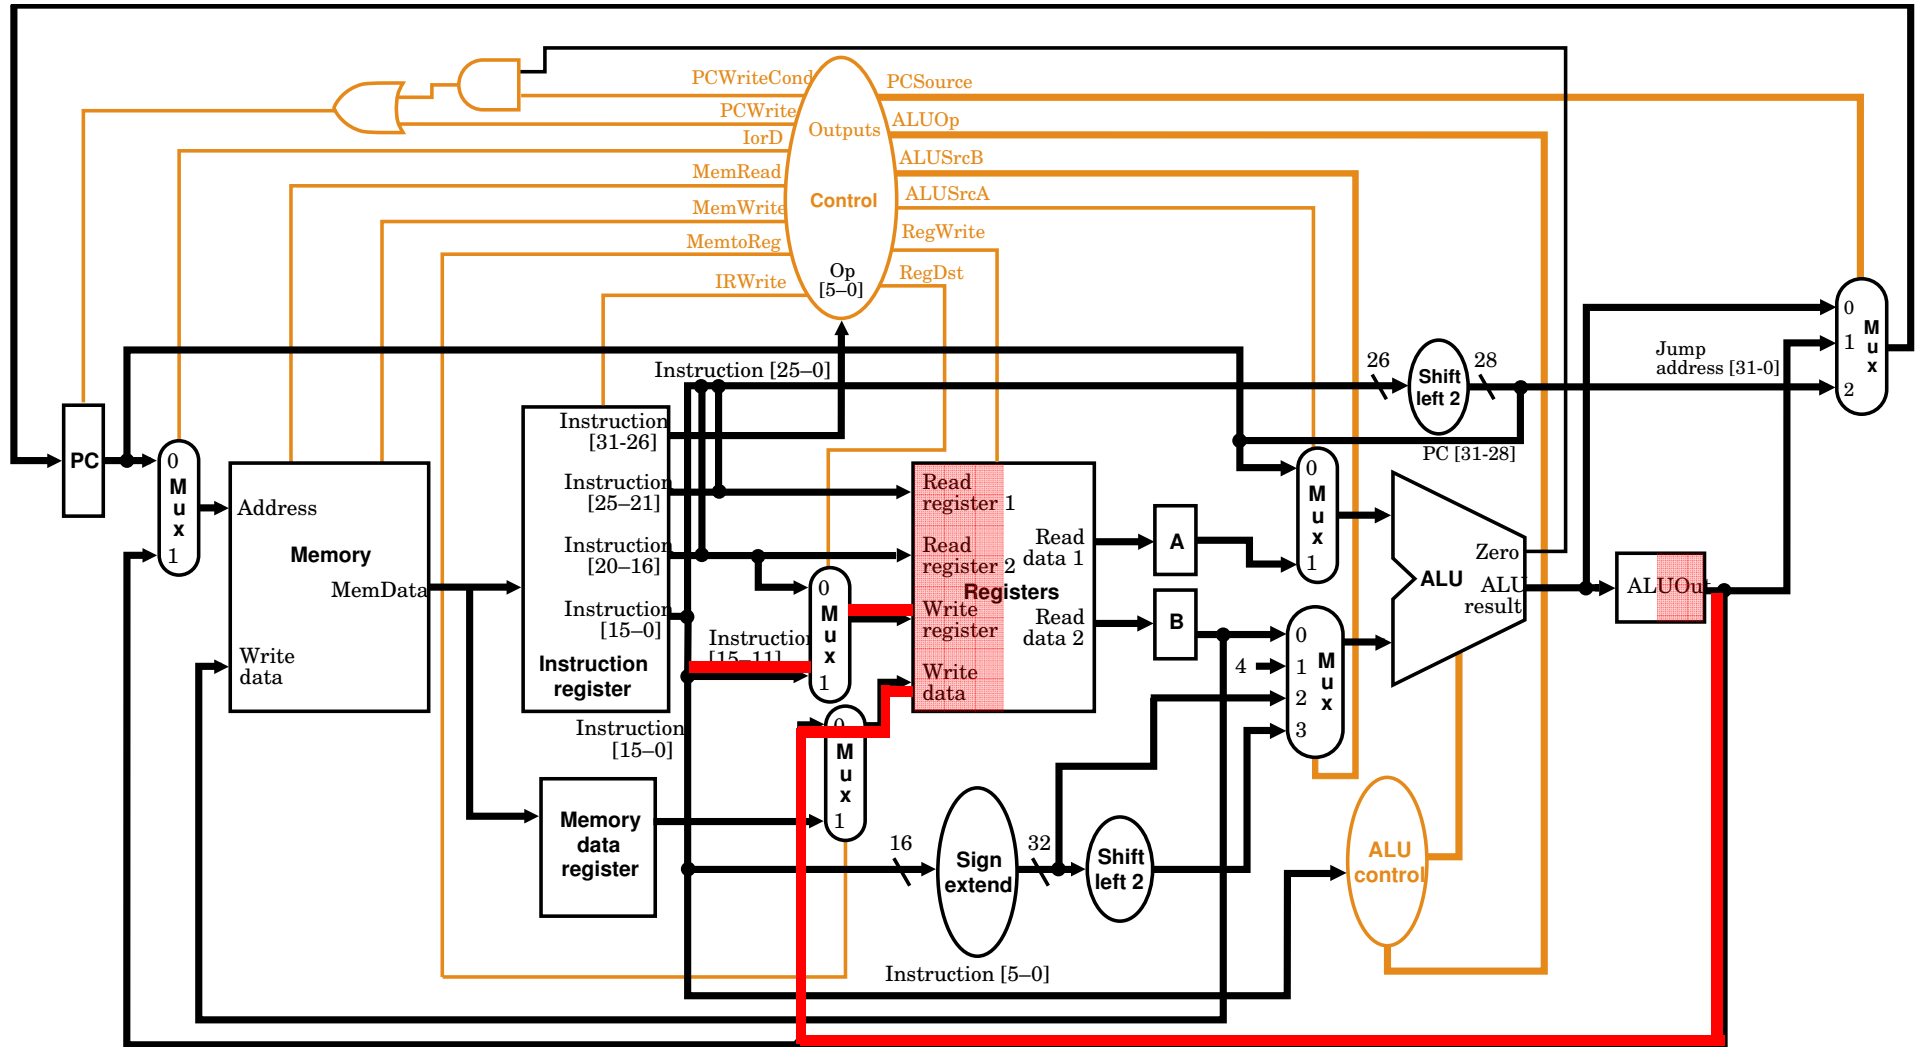 PCWriteCond
PCSource
PCWrite
ALUOp
Outputs
IorD
ALUSrcB
MemRead
ALUSrcA
Control
MemWrite
RegWrite
MemtoReg
RegDst
Op
[5–0]
IRWrite
0
M
u
x
1
2
Jump
address [31-0]
26
28
Shift
left 2
Instruction [25–0]
PC [31-28]
PC
0
M
u
x
1
Address
Memory
MemData
Write
data
Instruction
[31-26]
Instruction
[25–21]
Instruction
[20–16]
Instruction
[15–0]
Instruction
register
Instruction
[15–11]
0
M
u
x
1
Read
register 1
Read
register 2
Registers
Write
register
Write
data
Read
data 1
Read
data 2
A
B
0
M
u
x
1
4
0
1
2
3
M
u
x
Zero
ALU
ALU
result
ALUOut
Instruction
[15–0]
Memory
data
register
0
M
u
x
1
16
Sign
extend
32
Shift
left 2
ALU
control
Instruction [5–0]